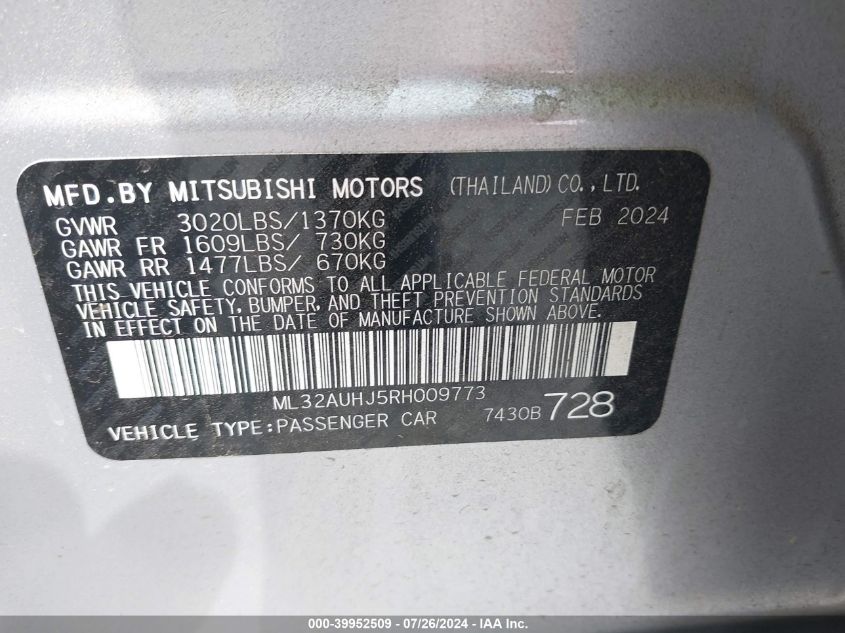 MFD.BY MITSUBISHI MOTORS (THAILAND)CO.,LTD.
GVWR 3020LBS/1370KG FEB 2024
GAWR FR 1609LBS/ 730KG
GAWR RR 1477LBS/ 670KG
THIS VEHICLE CONFORMS TO ALL APPLICABLE FEDERAL MOTOR
VEHICLE SAFETY, BUMPER, AND THEFT PREVENTION STANDARDS
IN EFFECT ON THE DATE OF MANUFACTURE SHOWN ABOVE.
ML32AUHJ5RH009773
VEHICLE TYPE:PASSENGER CAR 7430B 728
000-39952509 - 07/26/2024 - IAA Inc.